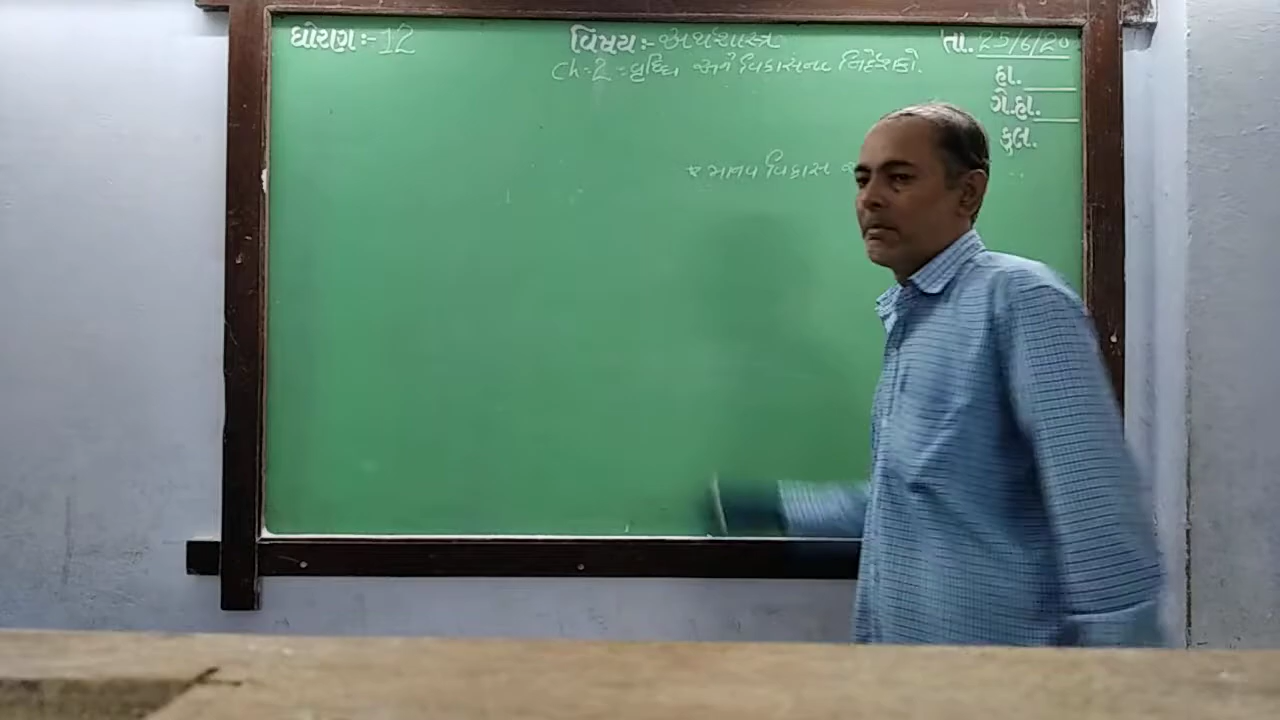 ધોરણ:- 12
વિષય:- અર્થશાસ્ત્ર
તા. 25/6/20
Ch-2 - વૃધ્ધિ અને વિકાસના નિર્દેશકો.
હા.
ગે.હા.
કુલ.
* માનવ વિકાસ